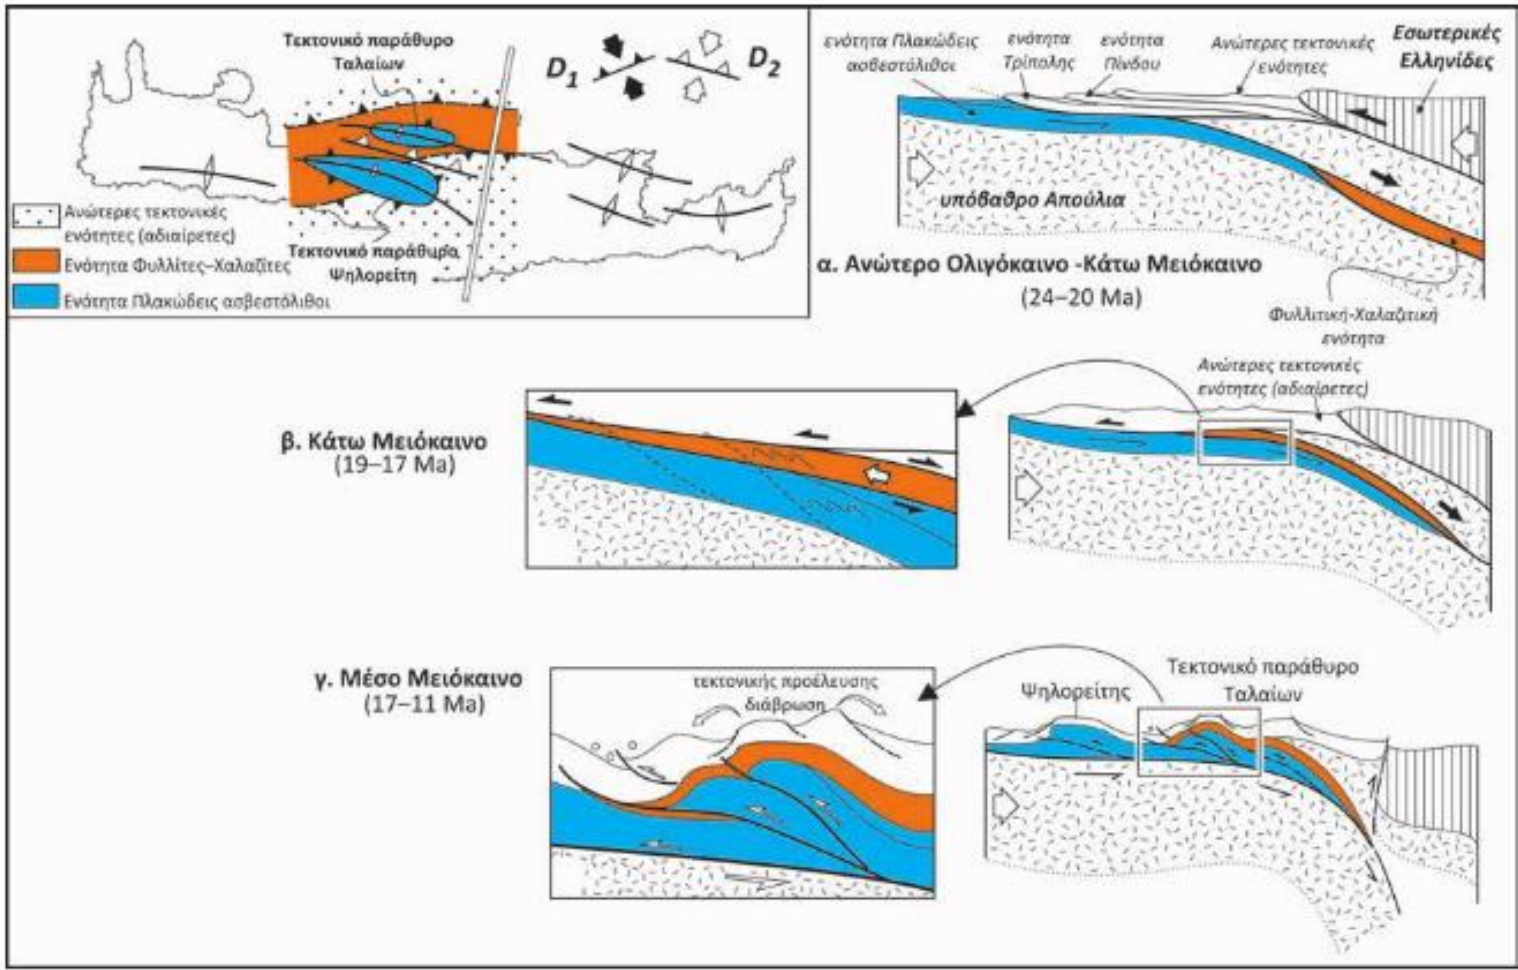 Τεκτονικό παράθυρο
Ταλαίων
D1
D2
Ανώτερες τεκτονικές
ενότητες (αδιαίρετες)
Τεκτονικό παράθυρα
Ψηλορείτη
Ενότητα Φυλλίτες–Χαλαζίτες
Ενότητα Πλακώδεις ασβεστόλιθοι
ενότητα Πλακώδεις
ασβεστόλιθοι
ενότητα
Τρίπολης
ενότητα
Πίνδου
Ανώτερες τεκτονικές
ενότητες
Εσωτερικές
Ελληνίδες
υπόβαθρο Απούλια
α. Ανώτερο Ολιγόκαινο -Κάτω Μειόκαινο
(24–20 Ma)
Φυλλιτική-Χαλαζιτική
ενότητα
β. Κάτω Μειόκαινο
(19–17 Ma)
Ανώτερες τεκτονικές
ενότητες (αδιαίρετες)
γ. Μέσο Μειόκαινο
(17–11 Ma)
τεκτονικής προέλευσης
διάβρωση
Ψηλορείτης
Τεκτονικό παράθυρο
Ταλαίων